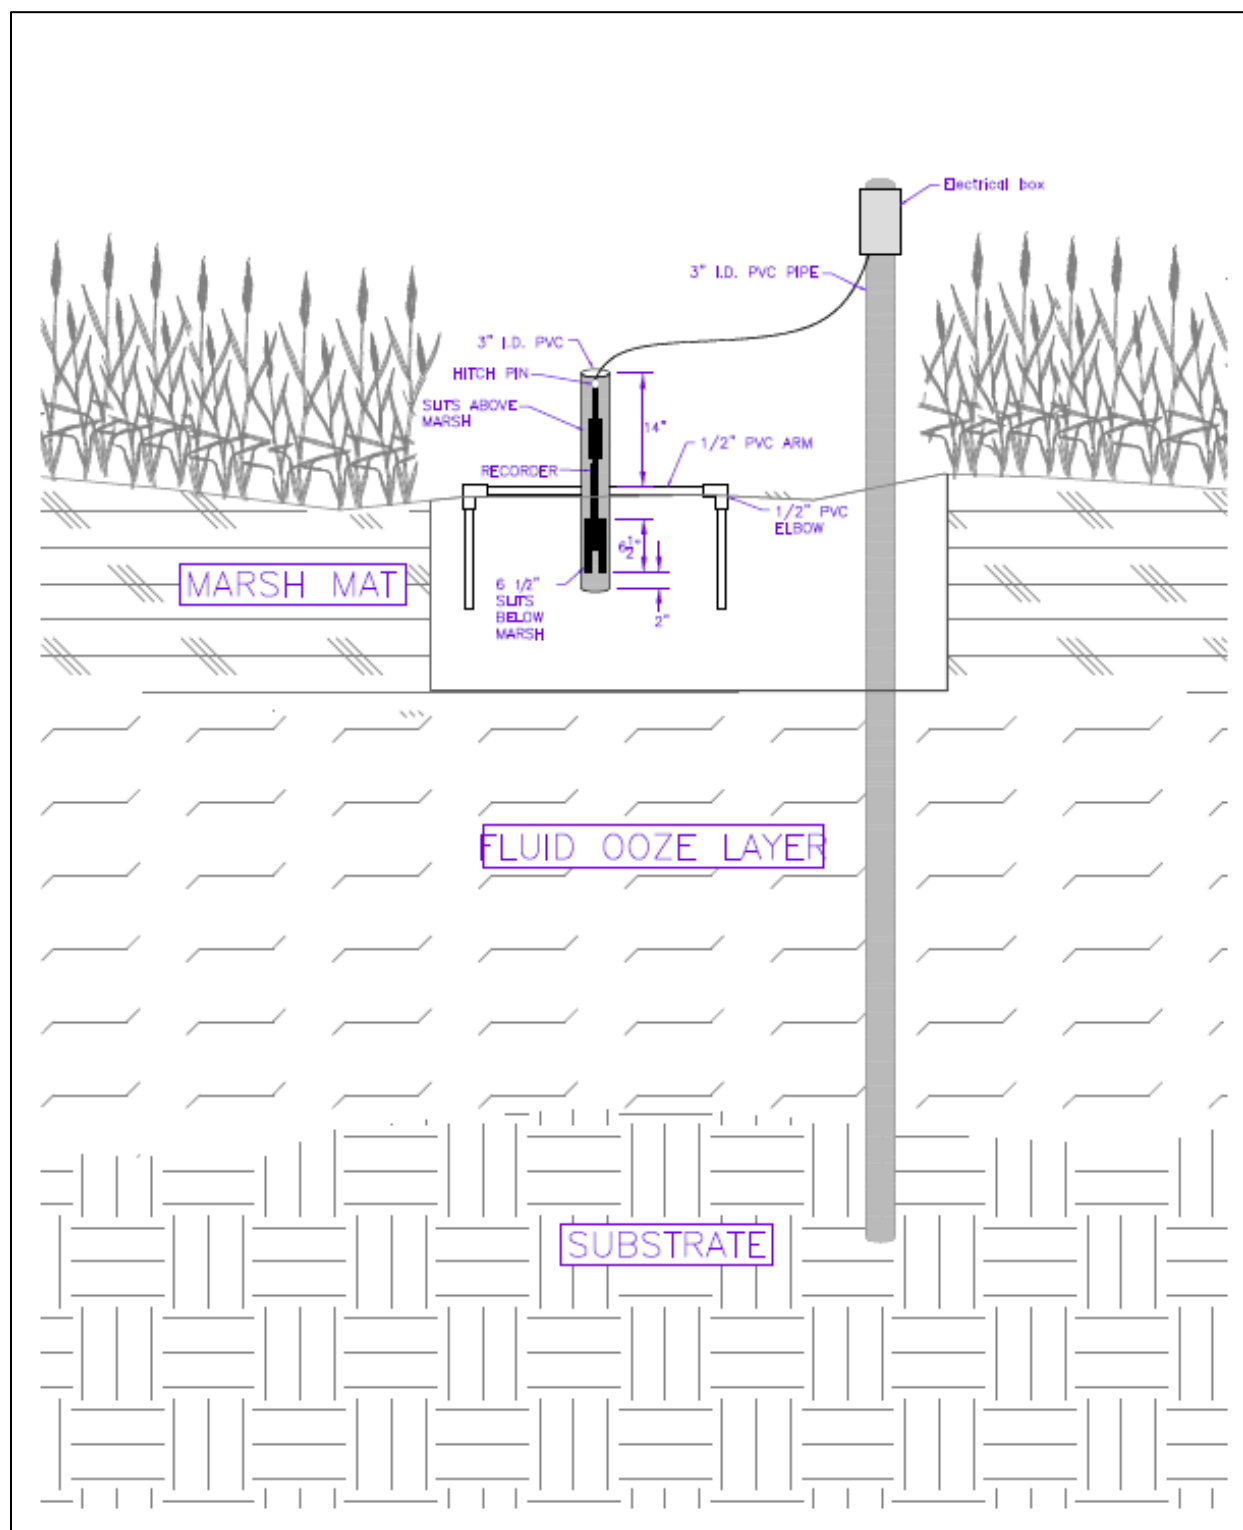 Electrical box
3" I.D. PVC PIPE
3" I.D. PVC
HITCH PIN
SLITS ABOVE
MARSH
14"
1/2" PVC ARM
RECORDER
1/2" PVC
ELBOW
6 1/2"
MARSH MAT
6 1/2"
SLITS
BELOW
MARSH
2"
FLUID OOZE LAYER
SUBSTRATE